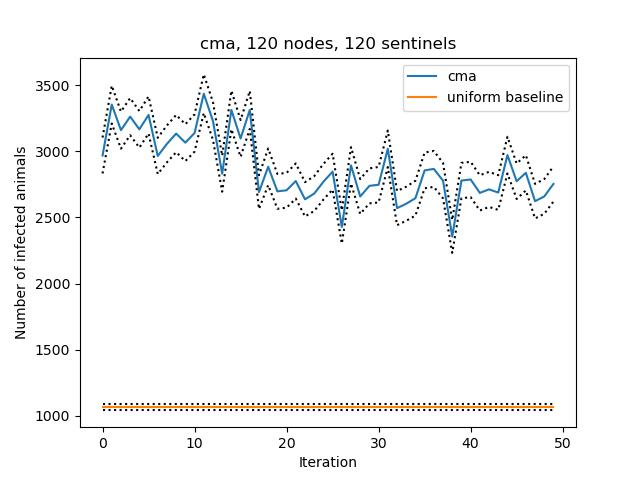 cma, 120 nodes, 120 sentinels
cma
uniform baseline
Number of infected animals
3500
3000
2500
2000
1500
1000
0 10 20 30 40 50
Iteration